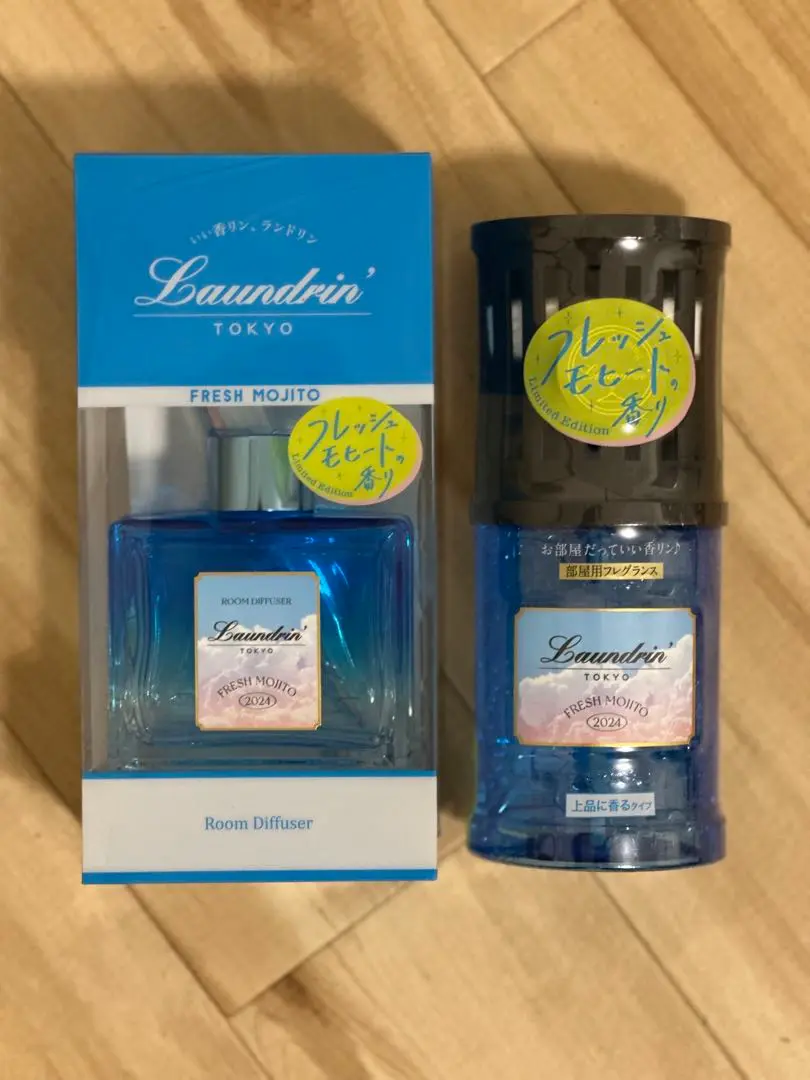 いい香リン、ランドリン
Laundrin'
TOKYO
FRESH MOJITO
フレッシュ
モヒートの
香り
Limited Edition
ROOM DIFFUSER
Laundrin'
TOKYO
FRESH MOJITO
2024
Room Diffuser
フレッシュ
モヒートの
香り
Limited Edition
お部屋だっていい香リン♪
部屋用フレグランス
Laundrin'
TOKYO
FRESH MOJITO
2024
上品に香るタイプ